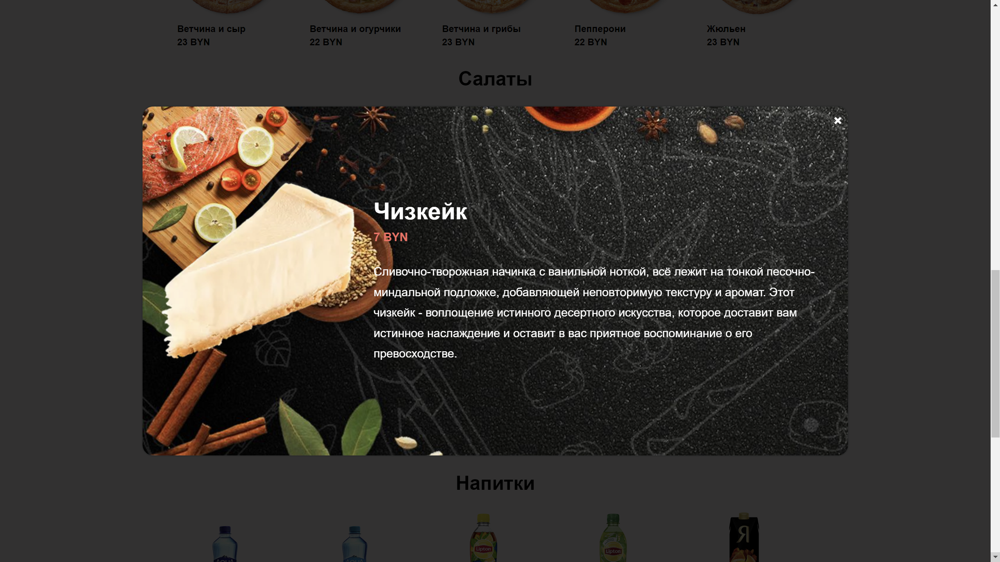 Ветчина и сыр
23 BYN
Ветчина и огурчики
22 BYN
Ветчина и грибы
23 BYN
Пепперони
22 BYN
Жюльен
23 BYN
Салаты
Чизкейк
7 BYN
Сливочно-творожная начинка с ванильной ноткой, всё лежит на тонкой песочно-
миндальной подложке, добавляющей неповторимую текстуру и аромат. Этот
чизкейк - воплощение истинного десертного искусства, которое доставит вам
истинное наслаждение и оставит в вас приятное воспоминание о его
превосходстве.
Напитки
AQUA
AQUA
Lipton
Lipton
Я